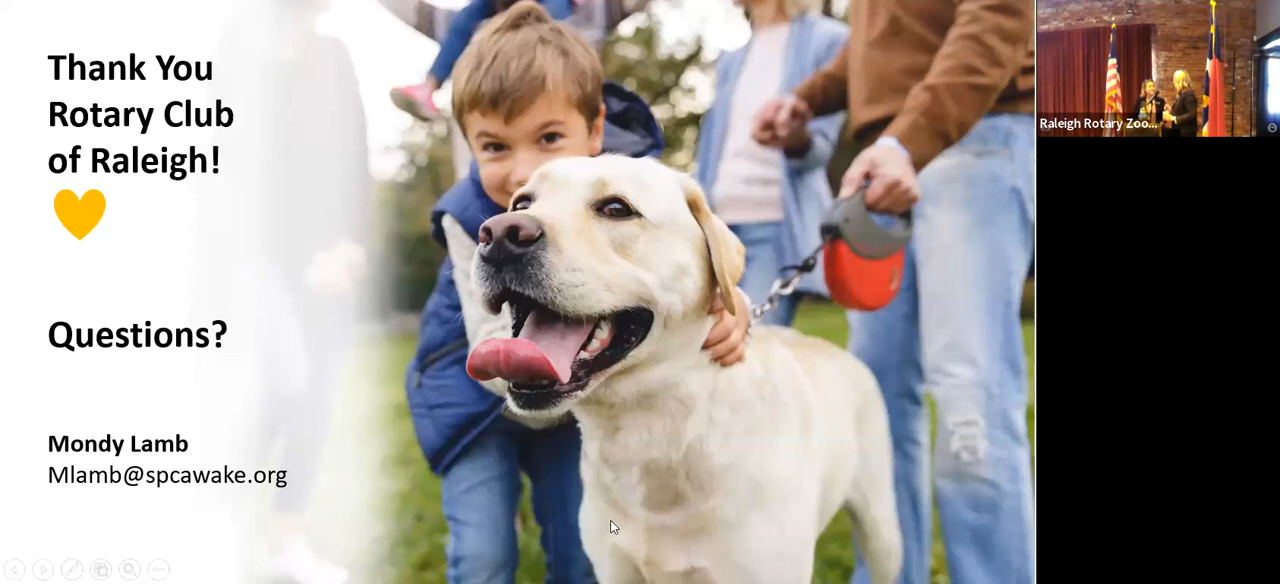 Thank You
Rotary Club
of Raleigh!
Questions?
Mondy Lamb
Mlamb@spcawake.org
Raleigh Rotary Zoo...